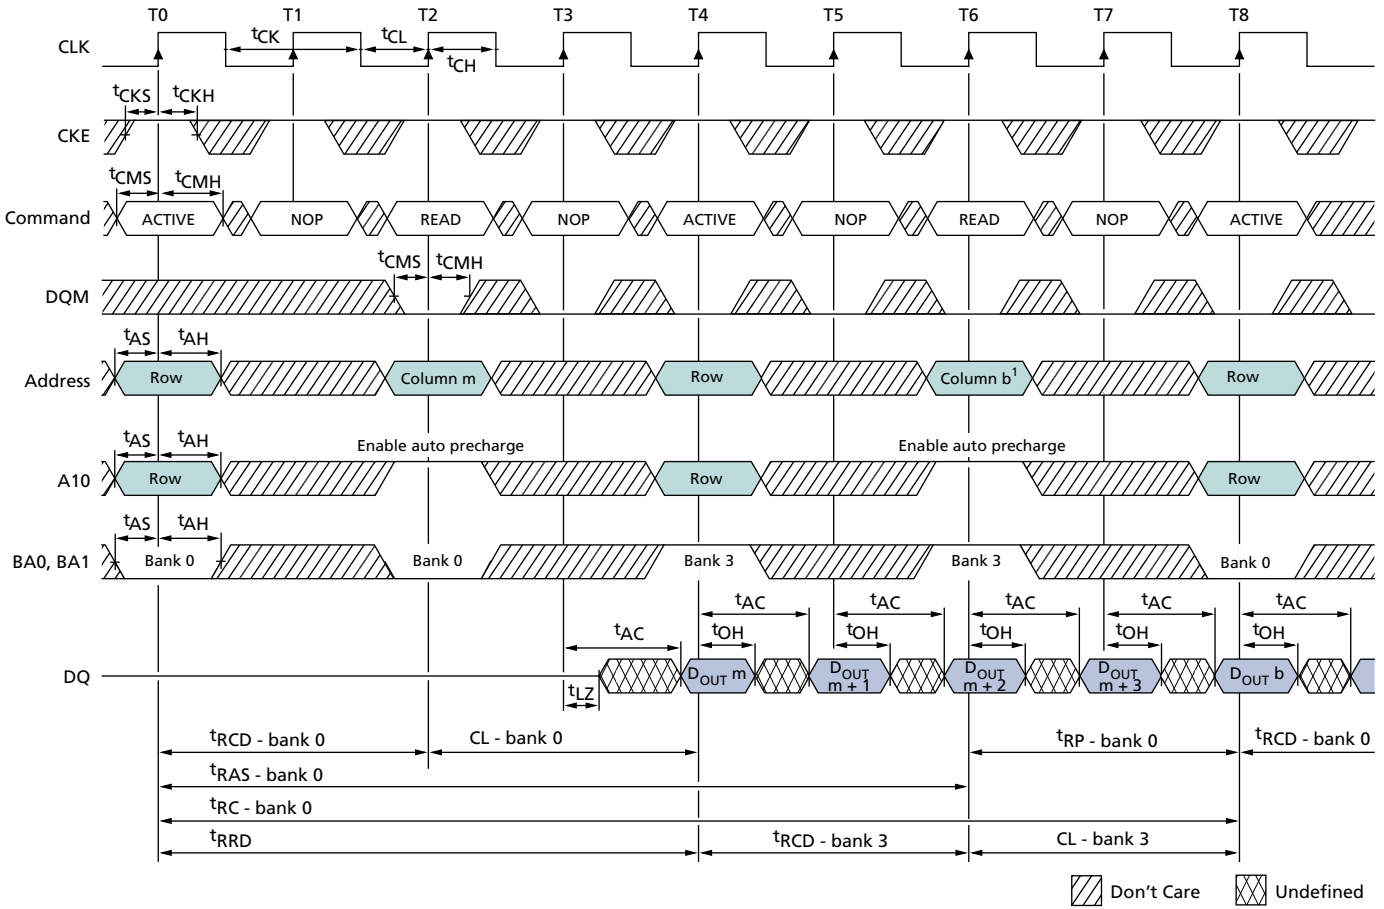 T0 T1 T2 T3 T4 T5 T6 T7 T8
CLK
tCK tCL
tCH
tCKS tCKH
CKE
tCMS tCMH
Command ACTIVE NOP READ NOP ACTIVE NOP READ NOP ACTIVE
tCMS tCMH
DQM
tAS tAH
Address Row Column m Row Column b1 Row
tAS tAH Enable auto precharge Enable auto precharge
A10 Row Row Row
tAS tAH
BA0, BA1 Bank 0 Bank 0 Bank 3 Bank 3 Bank 0
tAC tAC tAC tAC tAC
tAC tOH tOH tOH tOH tOH
DQ DOUT m DOUT m + 1 DOUT m + 2 DOUT m + 3 DOUT b
tLZ
tRCD - bank 0 CL - bank 0 tRP - bank 0 tRCD - bank 0
tRAS - bank 0
tRC - bank 0
tRRD tRCD - bank 3 CL - bank 3
Don't Care Undefined